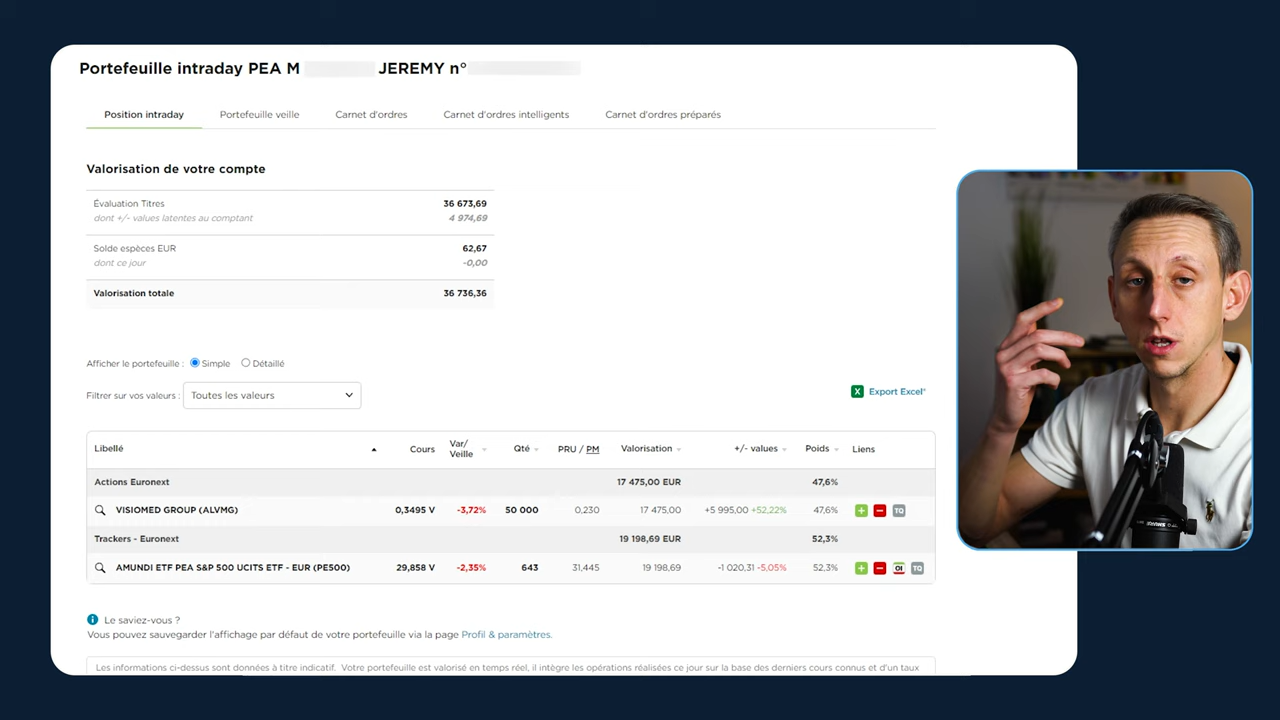 Portefeuille intraday PEA M JEREMY n°
Position intraday Portefeuille veille Carnet d'ordres Carnet d'ordres intelligents Carnet d'ordres préparés
Valorisation de votre compte
Évaluation Titres 36 673,69
dont +/- values latentes au comptant 4 974,69
Solde espèces EUR 62,67
dont ce jour -0,00
Valorisation totale 36 736,36
Afficher le portefeuille : Simple Détaillé
Filtrer sur vos valeurs : Toutes les valeurs
X Export Excel*
Libellé Cours Var/ Veille Qté PRU / PM Valorisation +/- values Poids Liens
Actions Euronext 17 475,00 EUR 47,6%
VISIOMED GROUP (ALVMG) 0,3495 V -3,72% 50 000 0,230 17 475,00 +5 995,00 +52,22% 47,6% TQ
Trackers - Euronext 19 198,69 EUR 52,3%
AMUNDI ETF PEA S&P 500 UCITS ETF - EUR (PE500) 29,858 V -2,35% 643 31,445 19 198,69 -1 020,31 -5,05% 52,3% OI TQ
Le saviez-vous ?
Vous pouvez sauvegarder l'affichage par défaut de votre portefeuille via la page Profil & paramètres.
Les informations ci-dessus sont données à titre indicatif. Votre portefeuille est valorisé en temps réel, il intègre les opérations réalisées ce jour sur la base des derniers cours connus et d'un taux